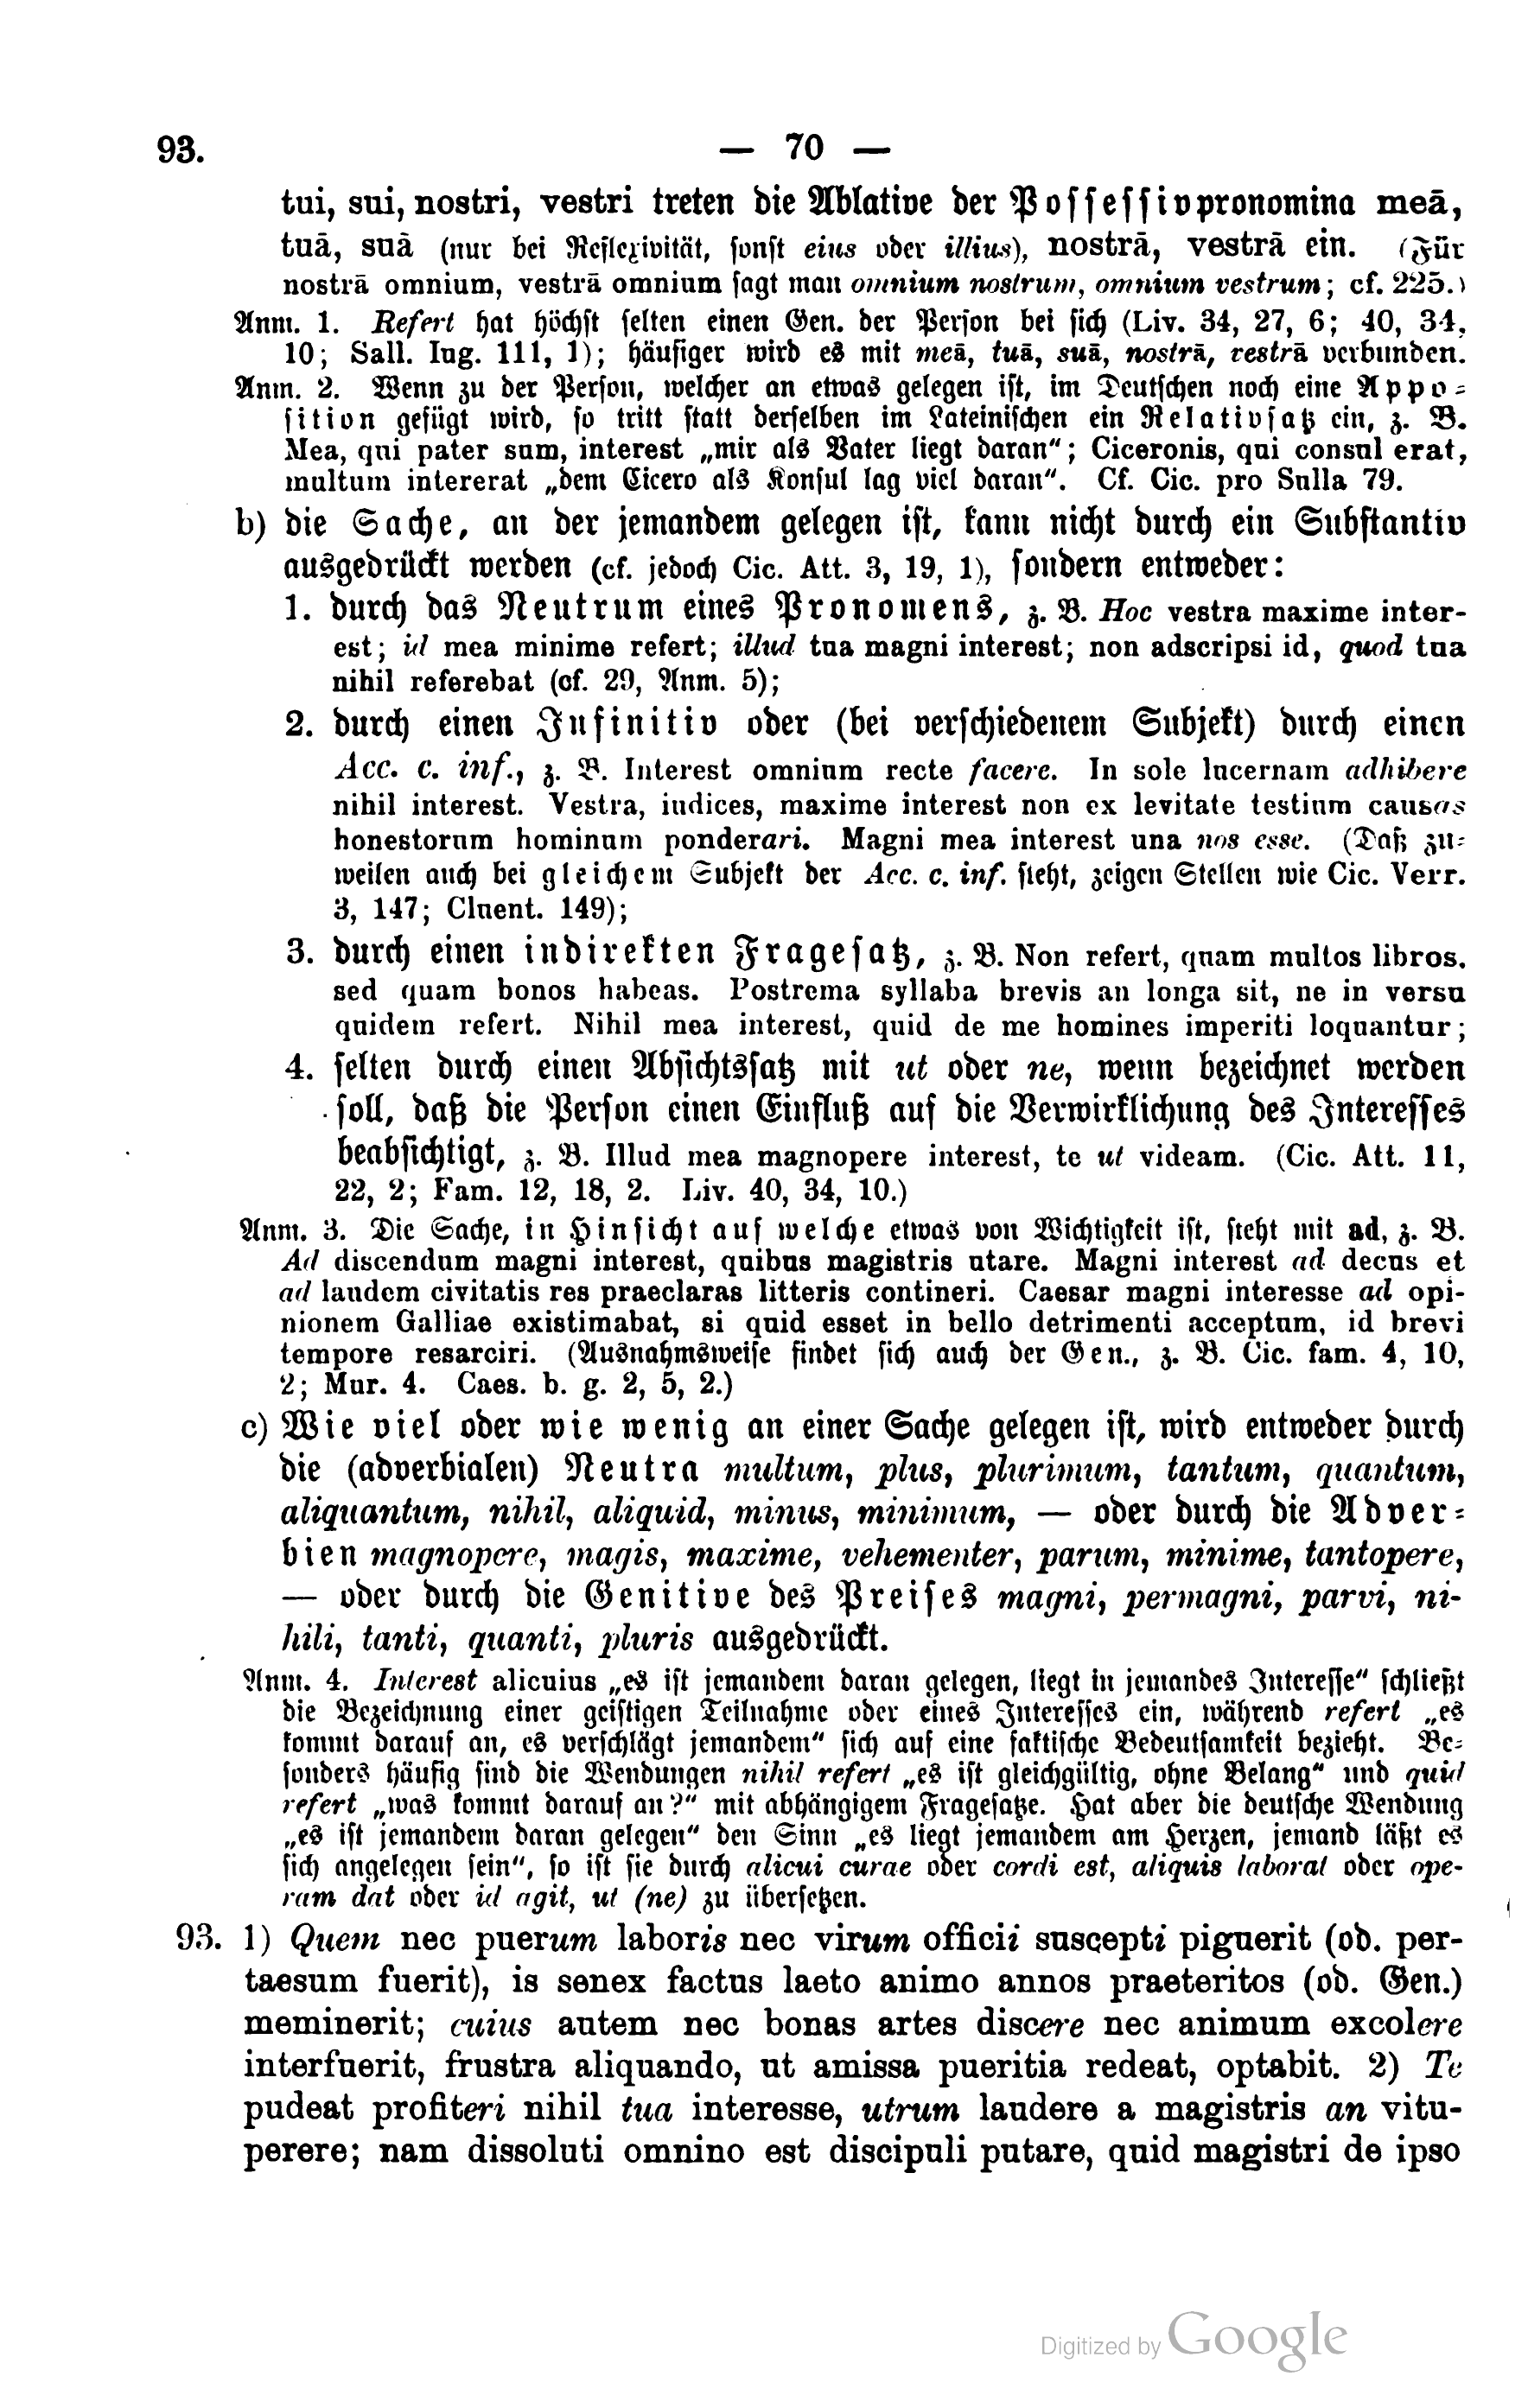 93. — 70 —
tui, sui, nostri, vestri treten die Ablative der Possessivpronomina meā,
tuā, suā (nur bei Reflexivität, sonst eius oder illius), nostrā, vestrā ein. (Für
nostrā omnium, vestrā omnium sagt man omnium nostrum, omnium vestrum; cf. 225.)
Anm. 1. Refert hat höchst selten einen Gen. der Person bei sich (Liv. 34, 27, 6; 40, 34,
10; Sall. Iug. 111, 1); häufiger wird es mit meā, tuā, suā, nostrā, vestrā verbunden.
Anm. 2. Wenn zu der Person, welcher an etwas gelegen ist, im Deutschen noch eine Appo-
sition gefügt wird, so tritt statt derselben im Lateinischen ein Relativsatz ein, z. B.
Mea, qui pater sum, interest „mir als Vater liegt daran“; Ciceronis, qui consul erat,
multum intererat „dem Cicero als Konsul lag viel daran“. Cf. Cic. pro Sulla 79.
b) die Sache, an der jemandem gelegen ist, kann nicht durch ein Substantiv
ausgedrückt werden (cf. jedoch Cic. Att. 3, 19, 1), sondern entweder:
1. durch das Neutrum eines Pronomens, z. B. Hoc vestra maxime inter-
est; id mea minime refert; illud tua magni interest; non adscripsi id, quod tua
nihil referebat (cf. 29, Anm. 5);
2. durch einen Infinitiv oder (bei verschiedenem Subjekt) durch einen
Acc. c. inf., z. B. Interest omnium recte facere. In sole lucernam adhibere
nihil interest. Vestra, iudices, maxime interest non ex levitate testium causas
honestorum hominum ponderari. Magni mea interest una nos esse. (Daß zu-
weilen auch bei gleichem Subjekt der Acc. c. inf. steht, zeigen Stellen wie Cic. Verr.
3, 147; Cluent. 149);
3. durch einen indirekten Fragesatz, z. B. Non refert, quam multos libros,
sed quam bonos habeas. Postrema syllaba brevis an longa sit, ne in versu
quidem refert. Nihil mea interest, quid de me homines imperiti loquantur;
4. selten durch einen Absichtssatz mit ut oder ne, wenn bezeichnet werden
soll, daß die Person einen Einfluß auf die Verwirklichung des Interesses
beabsichtigt, z. B. Illud mea magnopere interest, te ut videam. (Cic. Att. 11,
22, 2; Fam. 12, 18, 2. Liv. 40, 34, 10.)
Anm. 3. Die Sache, in Hinsicht auf welche etwas von Wichtigkeit ist, steht mit ad, z. B.
Ad discendum magni interest, quibus magistris utare. Magni interest ad decus et
ad laudem civitatis res praeclaras litteris contineri. Caesar magni interesse ad opi-
nionem Galliae existimabat, si quid esset in bello detrimenti acceptum, id brevi
tempore resarciri. (Ausnahmsweise findet sich auch der Gen., z. B. Cic. fam. 4, 10,
2; Mur. 4. Caes. b. g. 2, 5, 2.)
c) Wie viel oder wie wenig an einer Sache gelegen ist, wird entweder durch
die (adverbialen) Neutra multum, plus, plurimum, tantum, quantum,
aliquantum, nihil, aliquid, minus, minimum, — oder durch die Adver-
bien magnopere, magis, maxime, vehementer, parum, minime, tantopere,
— oder durch die Genitive des Preises magni, permagni, parvi, ni-
hili, tanti, quanti, pluris ausgedrückt.
Anm. 4. Interest alicuius „es ist jemandem daran gelegen, liegt in jemandes Interesse“ schließt
die Bezeichnung einer geistigen Teilnahme oder eines Interesses ein, während refert „es
kommt darauf an, es verschlägt jemandem“ sich auf eine faktische Bedeutsamkeit bezieht. Be-
sonders häufig sind die Wendungen nihil refert „es ist gleichgültig, ohne Belang“ und quid
refert „was kommt darauf an?“ mit abhängigem Fragesatze. Hat aber die deutsche Wendung
„es ist jemandem daran gelegen“ den Sinn „es liegt jemandem am Herzen, jemand läßt es
sich angelegen sein“, so ist sie durch alicui curae oder cordi est, aliquis laborat oder ope-
ram dat oder id agit, ut (ne) zu übersetzen.
93. 1) Quem nec puerum laboris nec virum officii suscepti piguerit (od. per-
taesum fuerit), is senex factus laeto animo annos praeteritos (od. Gen.)
meminerit; cuius autem nec bonas artes discere nec animum excolere
interfuerit, frustra aliquando, ut amissa pueritia redeat, optabit. 2) Te
pudeat profiteri nihil tua interesse, utrum laudere a magistris an vitu-
perere; nam dissoluti omnino est discipuli putare, quid magistri de ipso
Digitized by Google